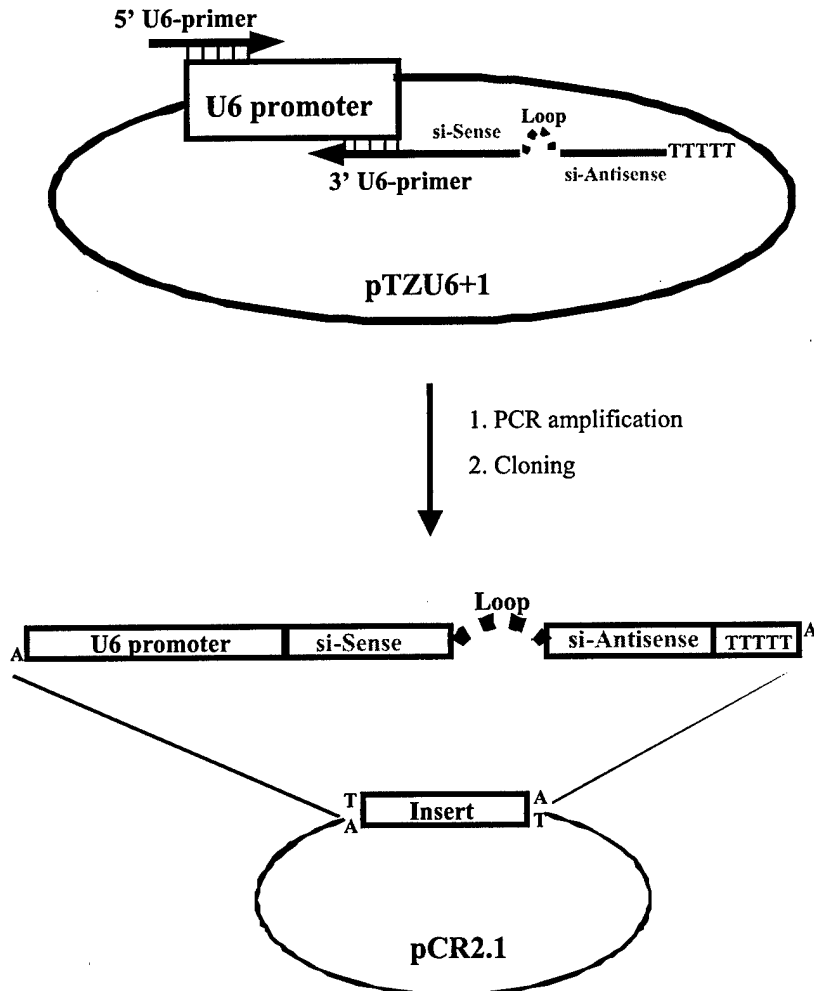 5' U6-primer
U6 promoter
si-Sense
Loop
TTTTT
3' U6-primer
si-Antisense
pTZU6+1
1. PCR amplification
2. Cloning
Loop
A
U6 promoter
si-Sense
si-Antisense
TTTTT
A
T
A
Insert
A
T
pCR2.1